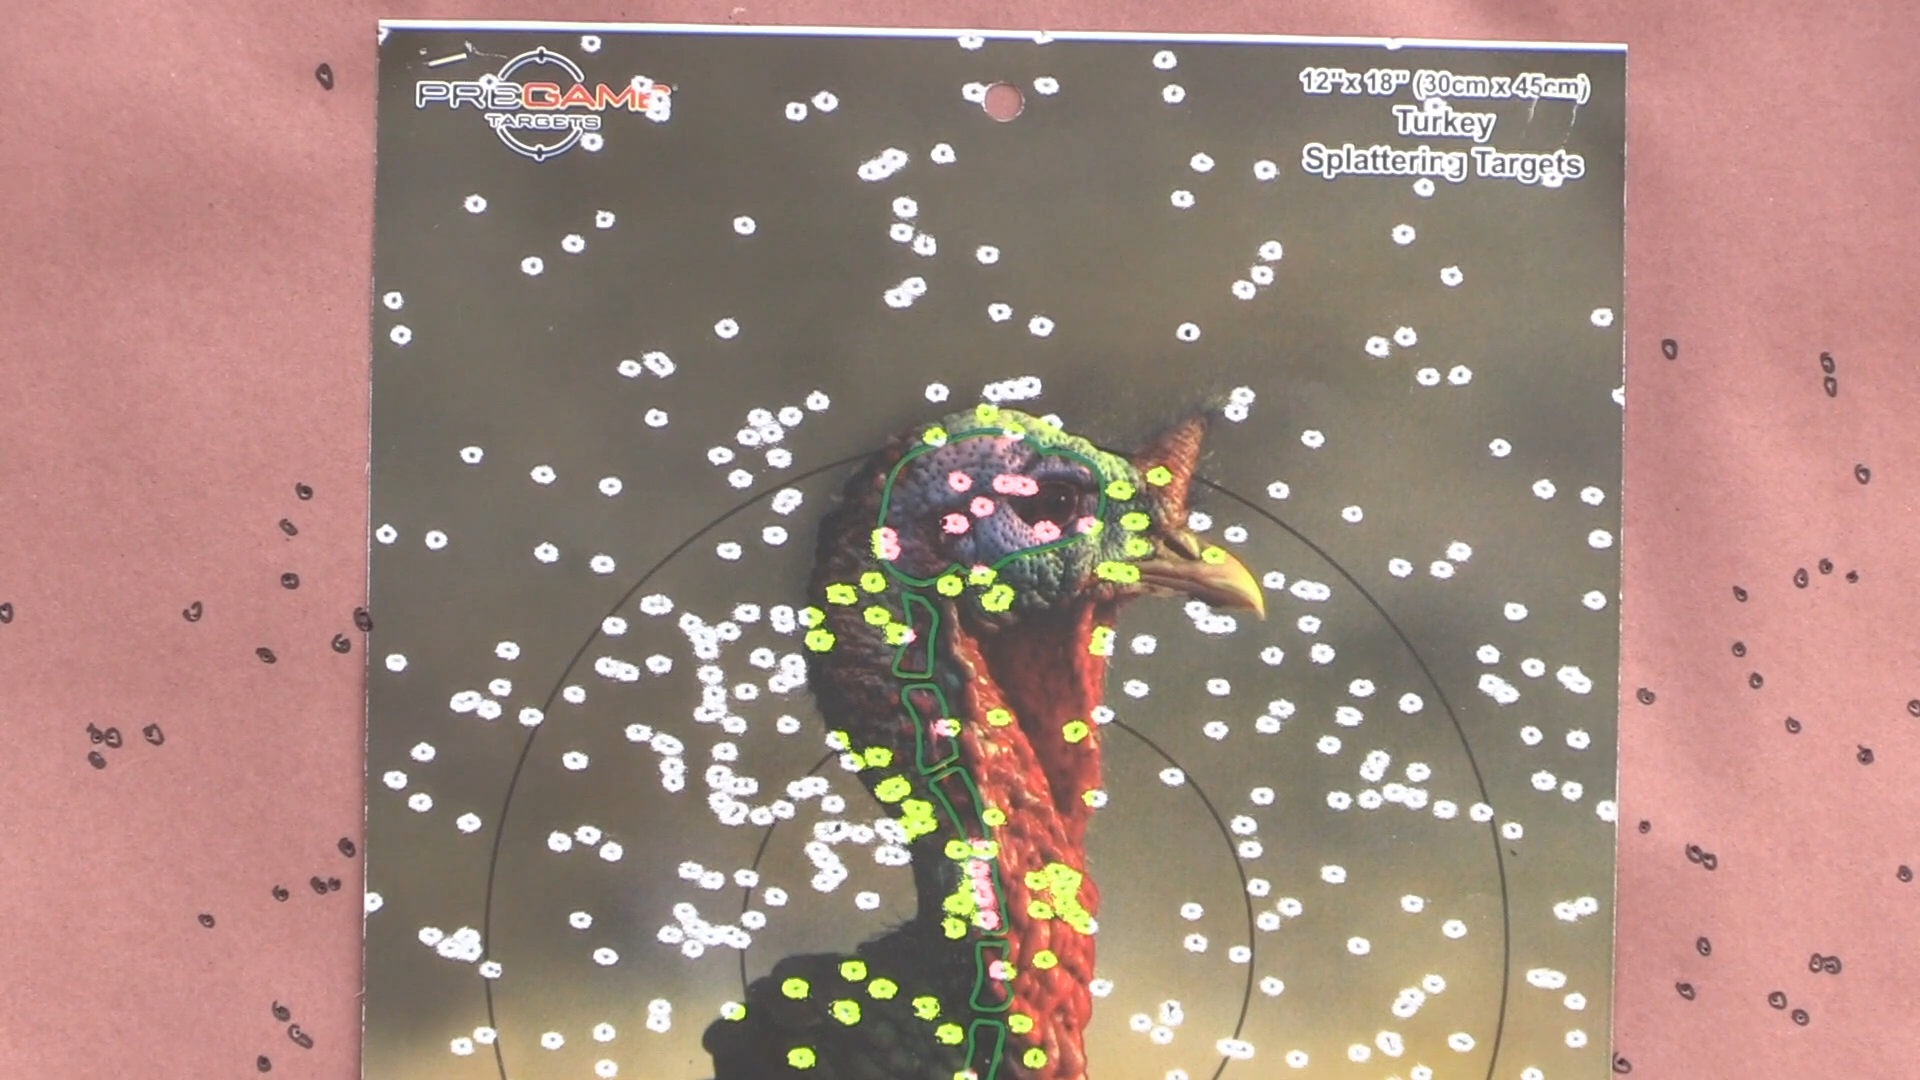 PREGAME
TARGETS
12"x 18" (30cm x 45cm)
Turkey
Splattering Targets